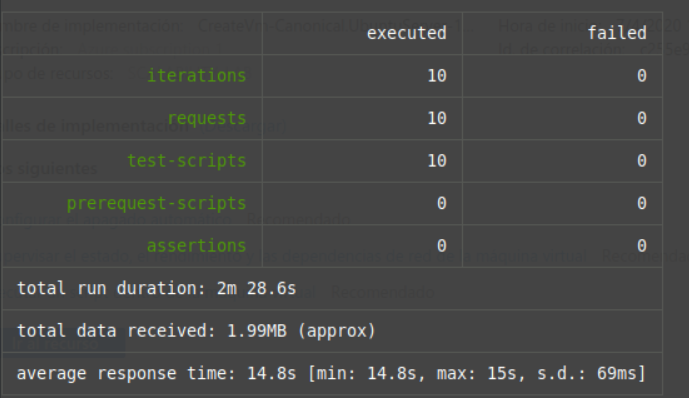 executed failed
iterations 10 0
requests 10 0
test-scripts 10 0
prerequest-scripts 0 0
assertions 0 0
total run duration: 2m 28.6s
total data received: 1.99MB (approx)
average response time: 14.8s [min: 14.8s, max: 15s, s.d.: 69ms]